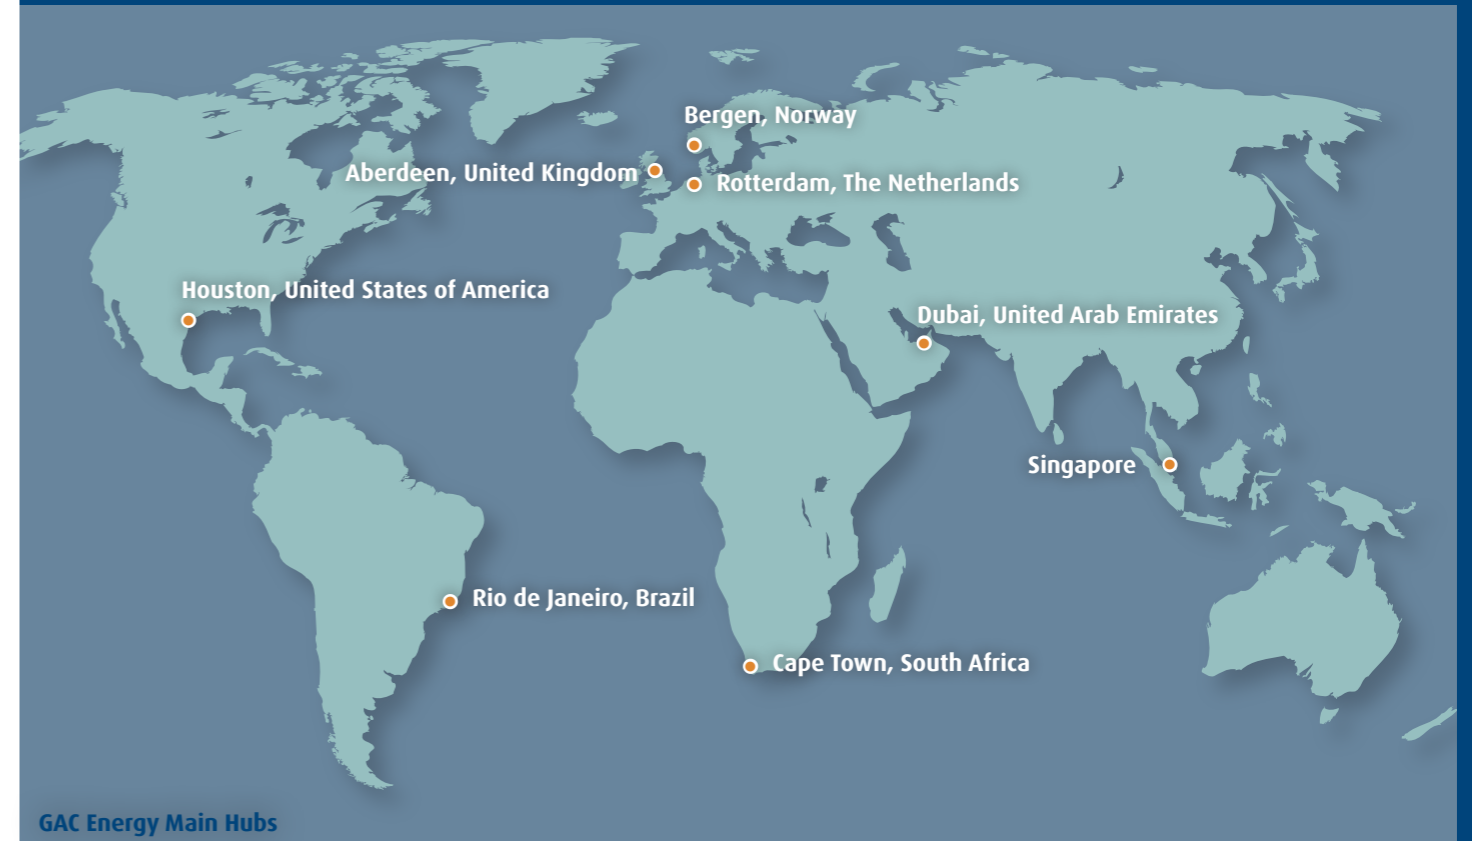 Bergen, Norway
Aberdeen, United Kingdom
Rotterdam, The Netherlands
Houston, United States of America
Dubai, United Arab Emirates
Singapore
Rio de Janeiro, Brazil
Cape Town, South Africa
GAC Energy Main Hubs